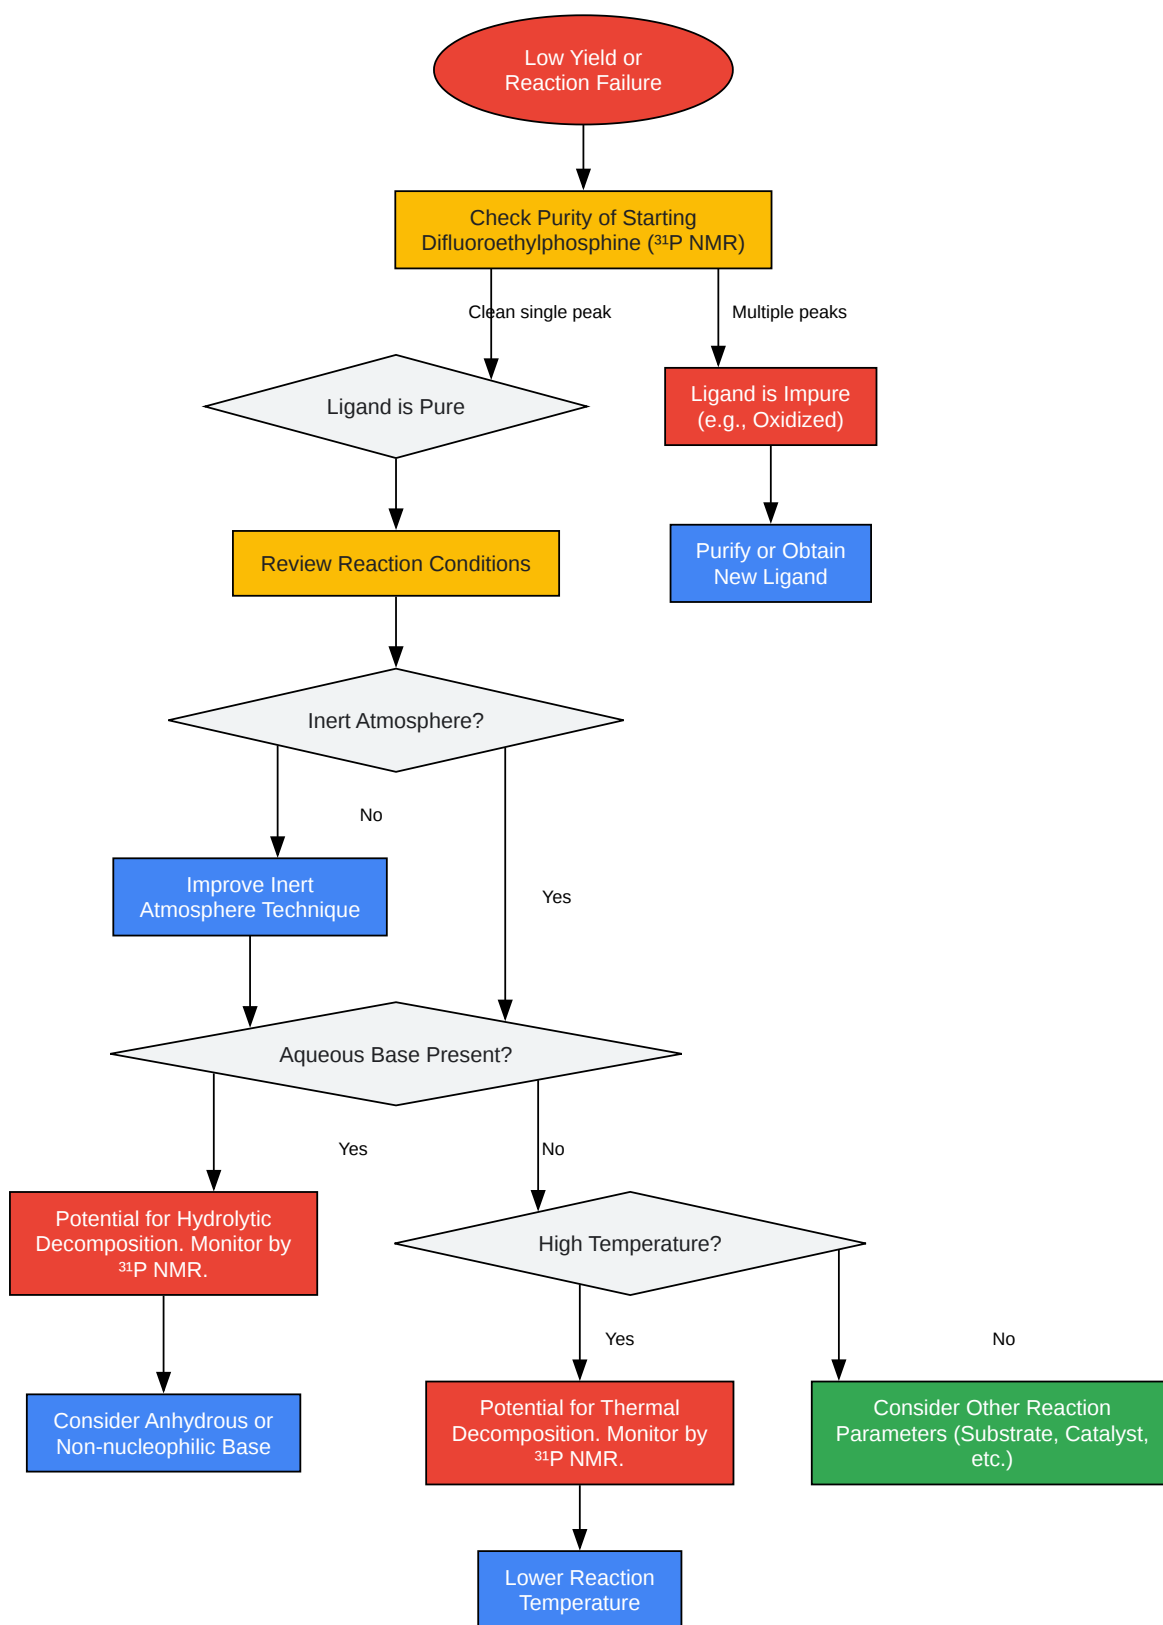 Low Yield or
Reaction Failure
Check Purity of Starting
Difluoroethylphosphine (³¹P NMR)
Clean single peak
Multiple peaks
Ligand is Pure
Ligand is Impure
(e.g., Oxidized)
Review Reaction Conditions
Purify or Obtain
New Ligand
Inert Atmosphere?
No
Improve Inert
Atmosphere Technique
Yes
Aqueous Base Present?
Yes
No
Potential for Hydrolytic
Decomposition. Monitor by
³¹P NMR.
High Temperature?
Yes
No
Consider Anhydrous or
Non-nucleophilic Base
Potential for Thermal
Decomposition. Monitor by
³¹P NMR.
Consider Other Reaction
Parameters (Substrate, Catalyst,
etc.)
Lower Reaction
Temperature